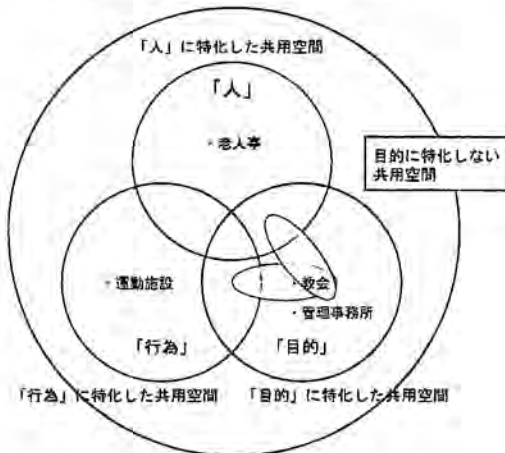 「人」に特化した共用空間
「人」
・老人亭
目的に特化しない
共用空間
・運動施設
・教会
・管理事務所
「行為」
「目的」
「行為」に特化した共用空間
「目的」に特化した共用空間